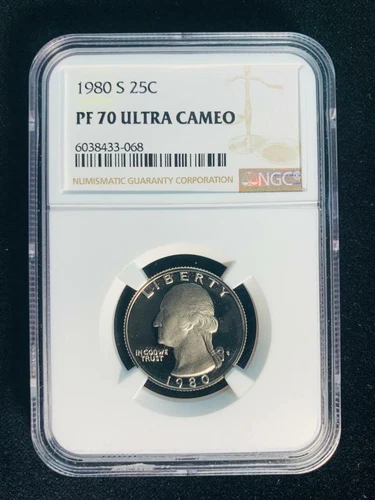 1980 S 25C
PF 70 ULTRA CAMEO
6038433-068
NUMISMATIC GUARANTY CORPORATION
NGC
LIBERTY
IN GOD WE
TRUST
S
1980